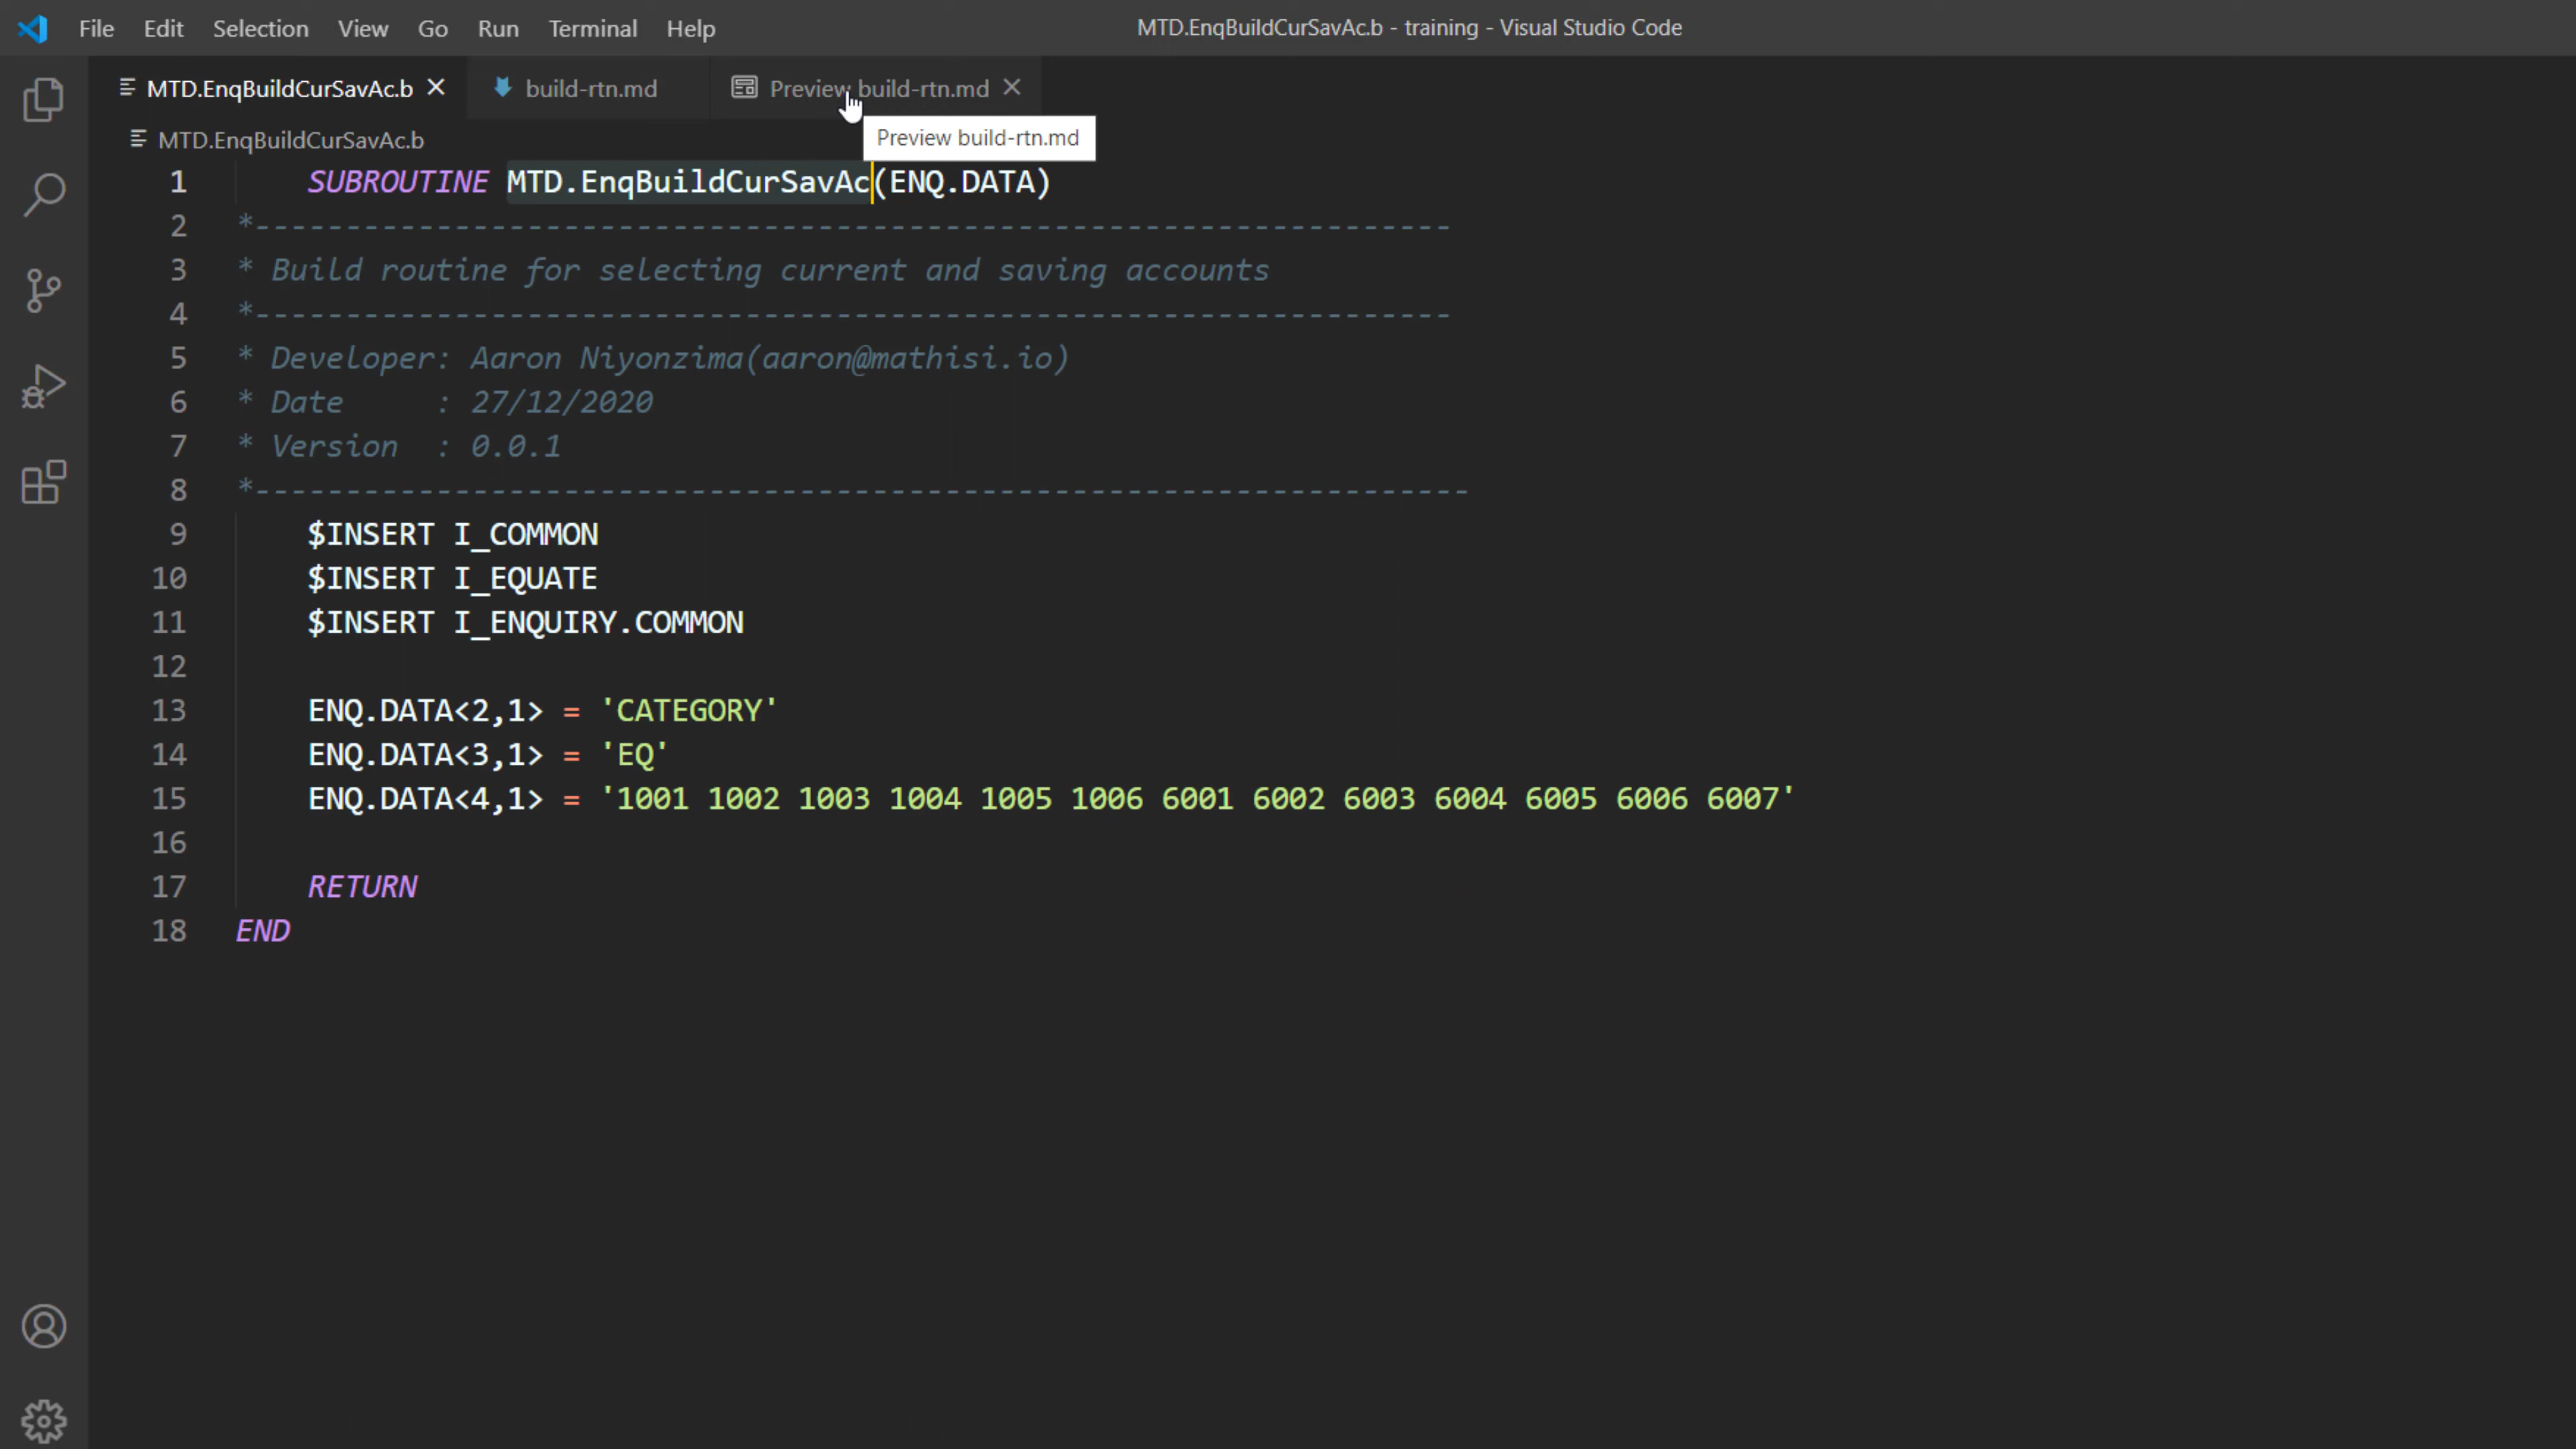 File Edit Selection View Go Run Terminal Help MTD.EnqBuildCurSavAc.b - training - Visual Studio Code
MTD.EnqBuildCurSavAc.b build-rtn.md Preview build-rtn.md
MTD.EnqBuildCurSavAc.b
Preview build-rtn.md
1 SUBROUTINE MTD.EnqBuildCurSavAc(ENQ.DATA)
2 *------------------------------------------------------------------
3 * Build routine for selecting current and saving accounts
4 *------------------------------------------------------------------
5 * Developer: Aaron Niyonzima(aaron@mathisi.io)
6 * Date : 27/12/2020
7 * Version : 0.0.1
8 *-------------------------------------------------------------------
9 $INSERT I_COMMON
10 $INSERT I_EQUATE
11 $INSERT I_ENQUIRY.COMMON
12
13 ENQ.DATA<2,1> = 'CATEGORY'
14 ENQ.DATA<3,1> = 'EQ'
15 ENQ.DATA<4,1> = '1001 1002 1003 1004 1005 1006 6001 6002 6003 6004 6005 6006 6007'
16
17 RETURN
18 END